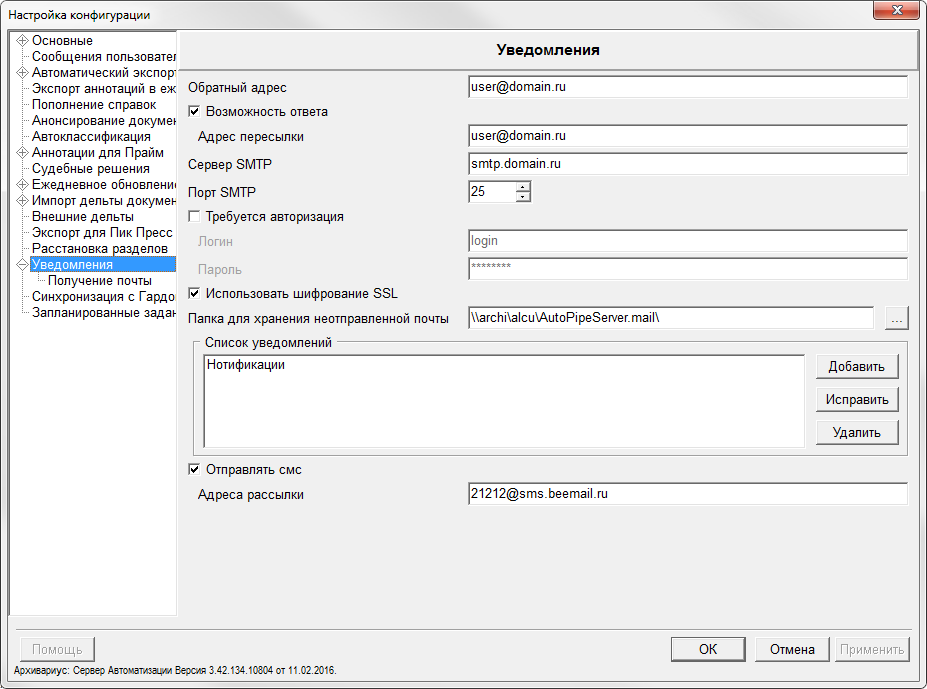 Настройка конфигурации
Основные
Сообщения пользовател
Автоматический экспорт
Экспорт аннотаций в еж
Пополнение справок
Анонсирование докумен
Автоклассификация
Аннотации для Прайм
Судебные решения
Ежедневное обновление
Импорт дельты докумен
Внешние дельты
Экспорт для Пик Пресс
Расстановка разделов
Уведомления
Получение почты
Синхронизация с Гардо
Запланированные задан
Уведомления
Обратный адрес user@domain.ru
Возможность ответа
Адрес пересылки user@domain.ru
Сервер SMTP smtp.domain.ru
Порт SMTP 25
Требуется авторизация
Логин login
Пароль ********
Использовать шифрование SSL
Папка для хранения неотправленной почты \\archi\alcu\AutoPipeServer.mail\ ...
Список уведомлений
Нотификации
Добавить
Исправить
Удалить
Отправлять смс
Адреса рассылки 21212@sms.beemail.ru
Помощь OK Отмена Применить
Архивариус: Сервер Автоматизации Версия 3.42.134.10804 от 11.02.2016.